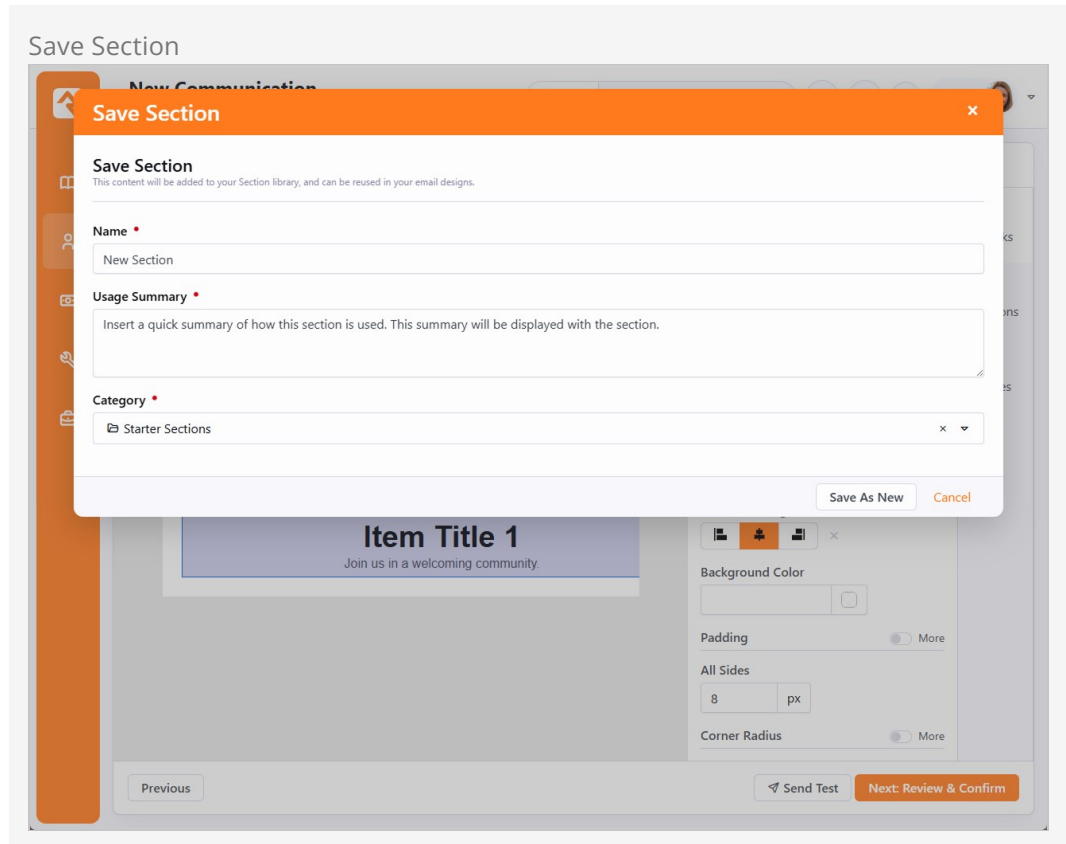 Save Section
New Communication
Save Section ×
Save Section
This content will be added to your Section library, and can be reused in your email designs.
Name
New Section
Usage Summary
Insert a quick summary of how this section is used. This summary will be displayed with the section.
Category
Starter Sections
Save As New Cancel
Item Title 1
Join us in a welcoming community.
Background Color
Padding More
All Sides
8 px
Corner Radius More
Previous Send Test Next: Review & Confirm